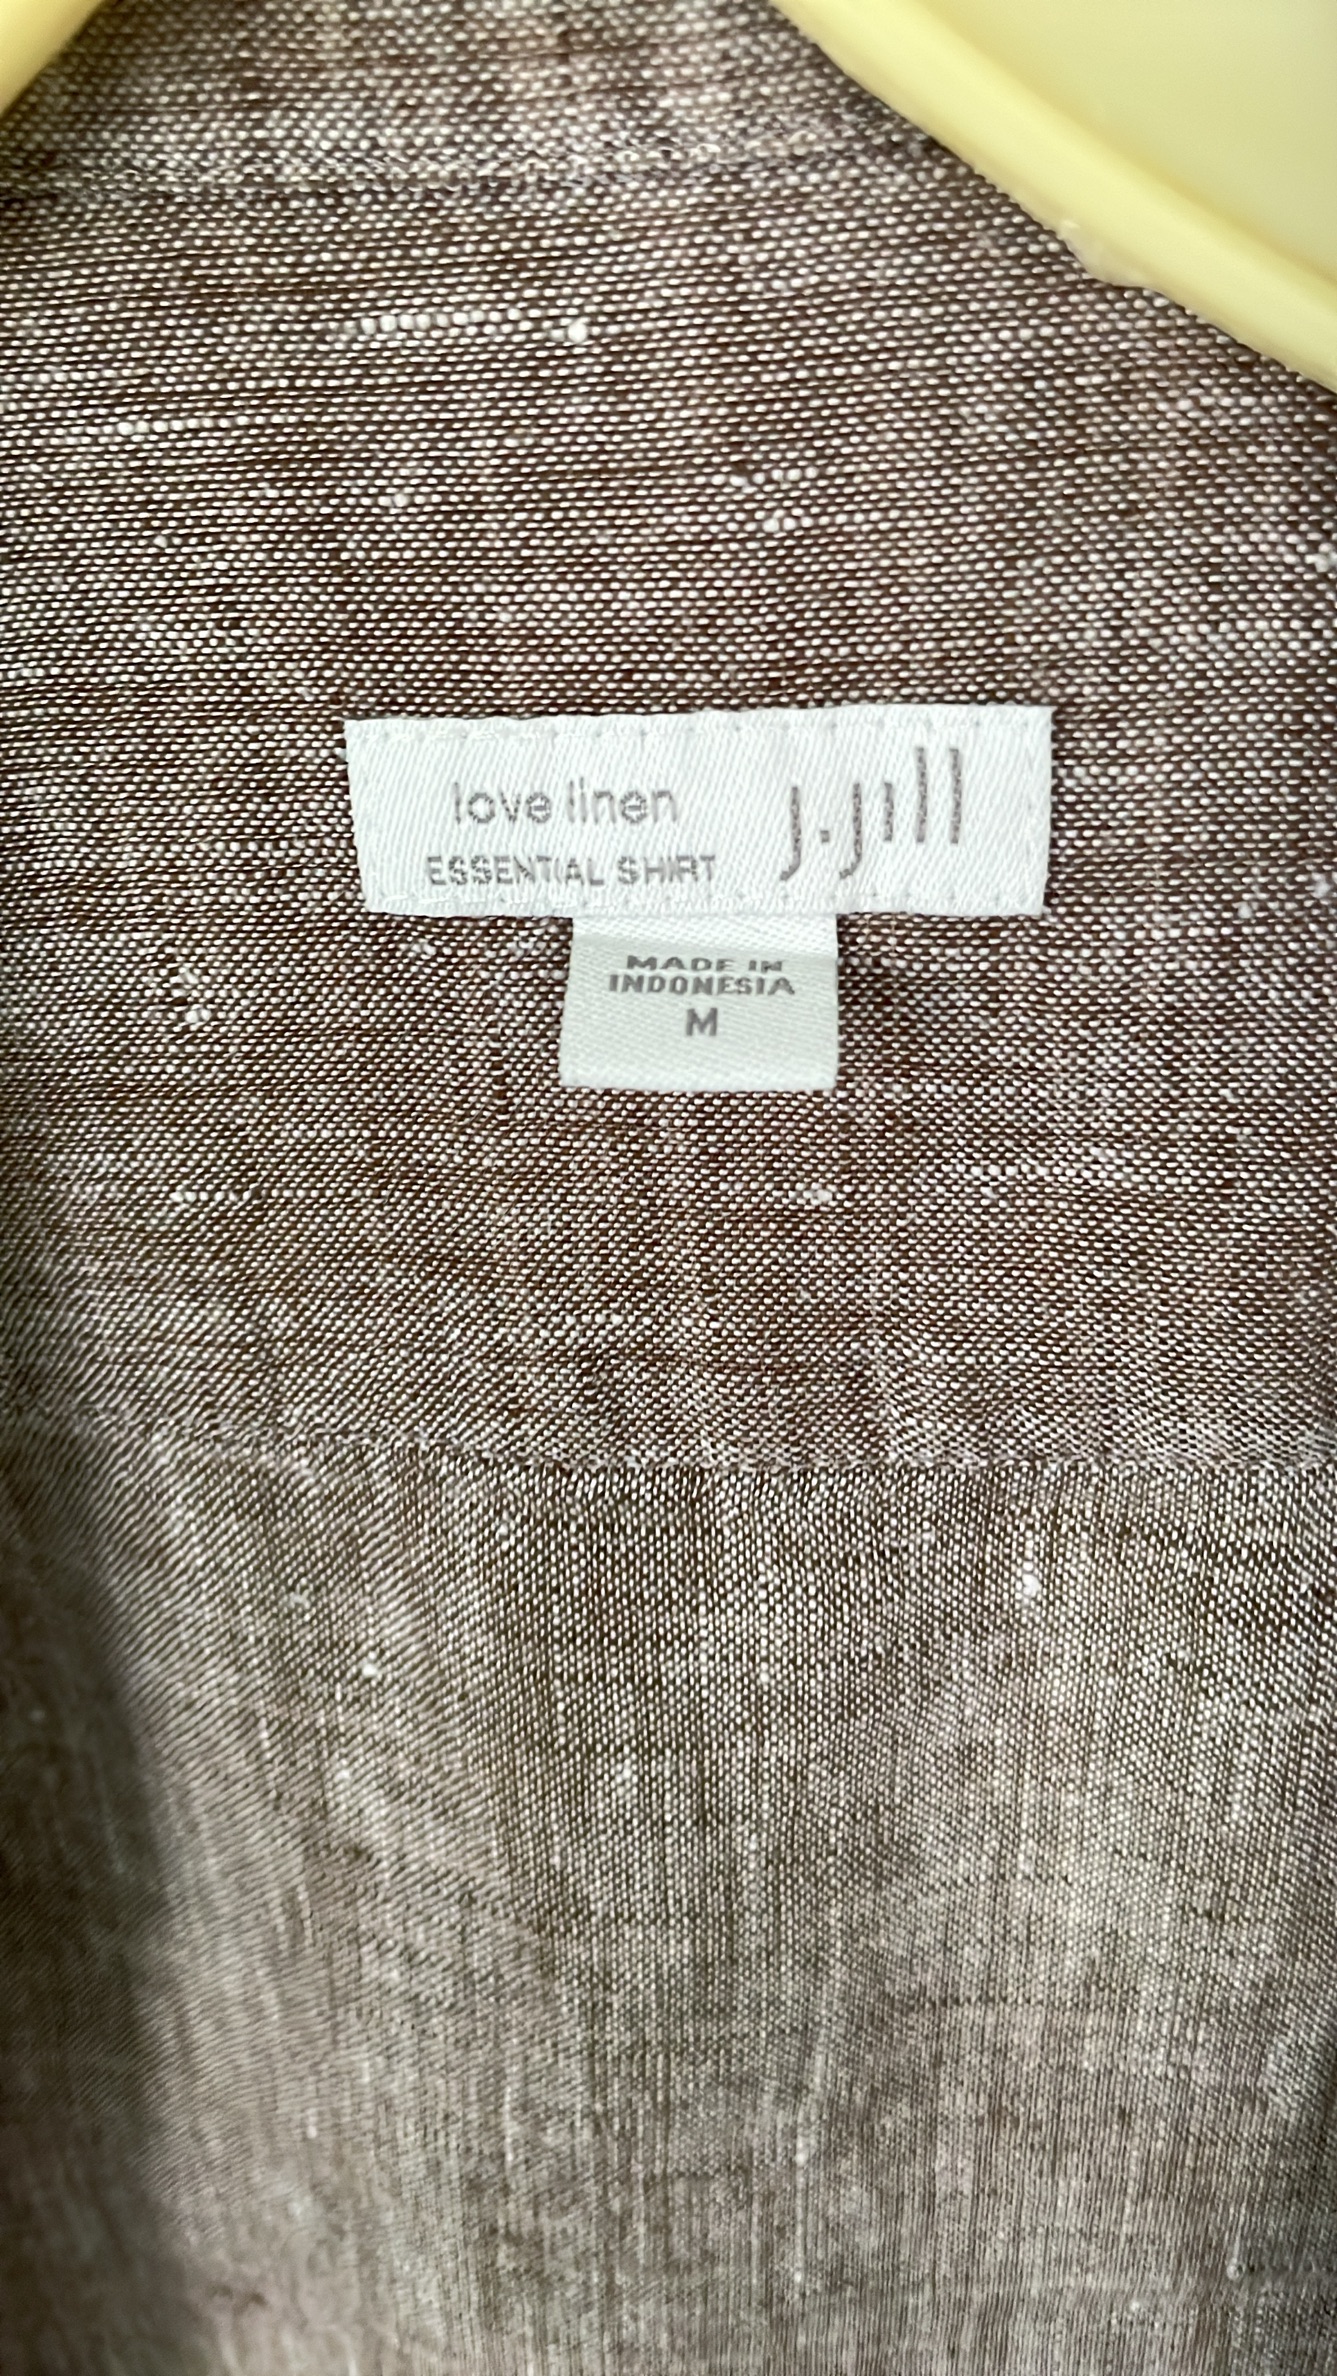 love linen
ESSENTIAL SHIRT
J.Jill
MADE IN
INDONESIA
M